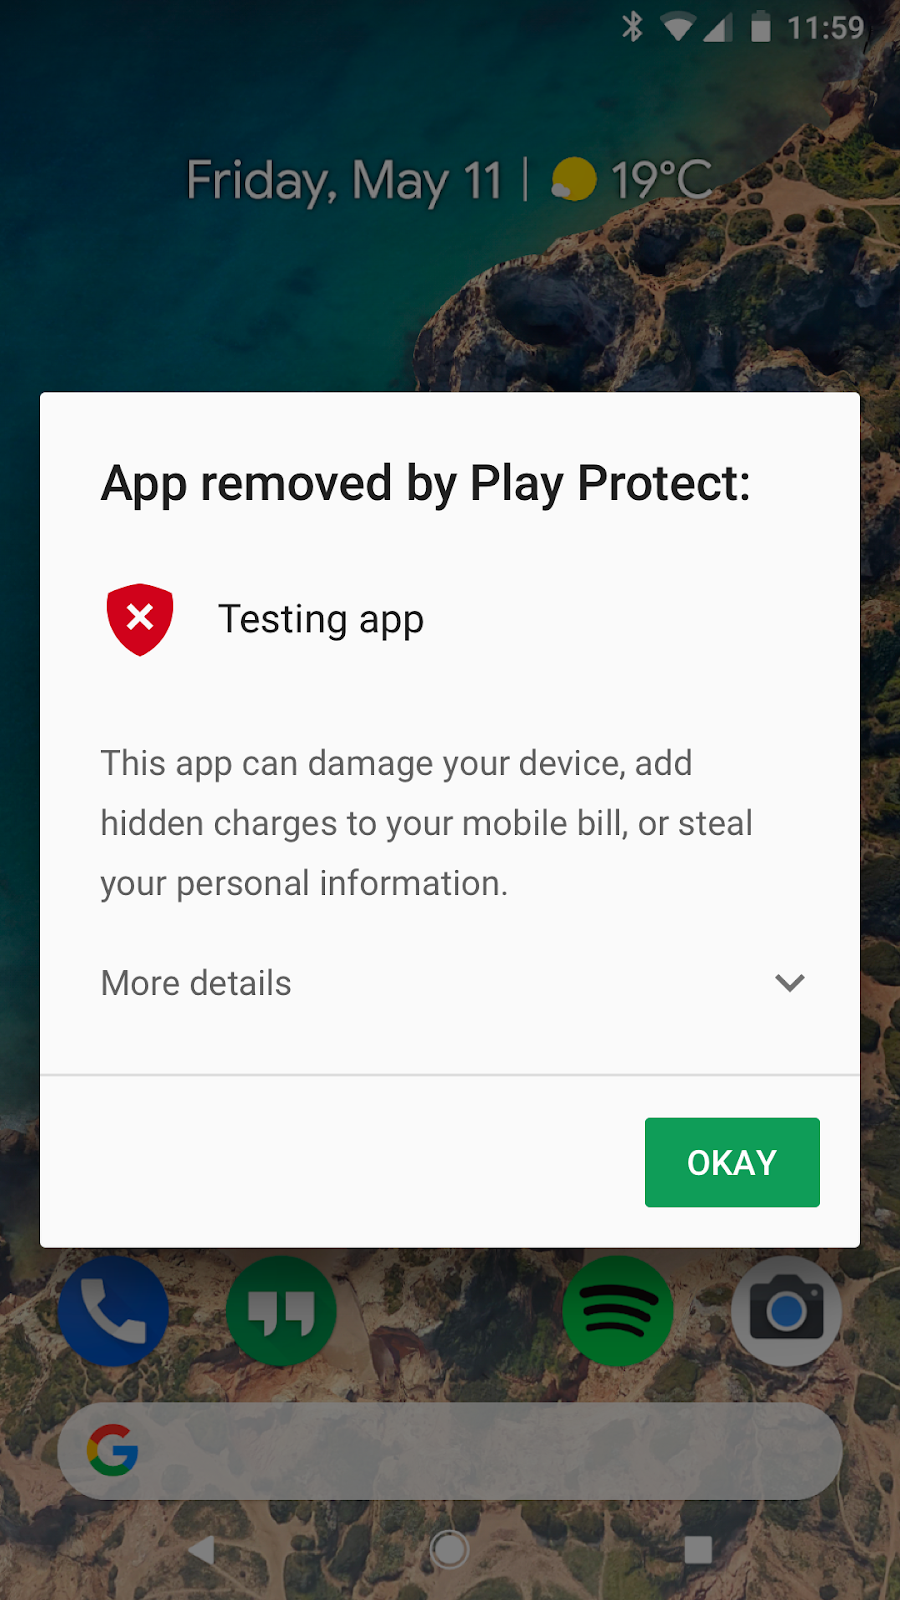 11:59
Friday, May 11 | 19°C
App removed by Play Protect:
Testing app
This app can damage your device, add
hidden charges to your mobile bill, or steal
your personal information.
More details
OKAY
G